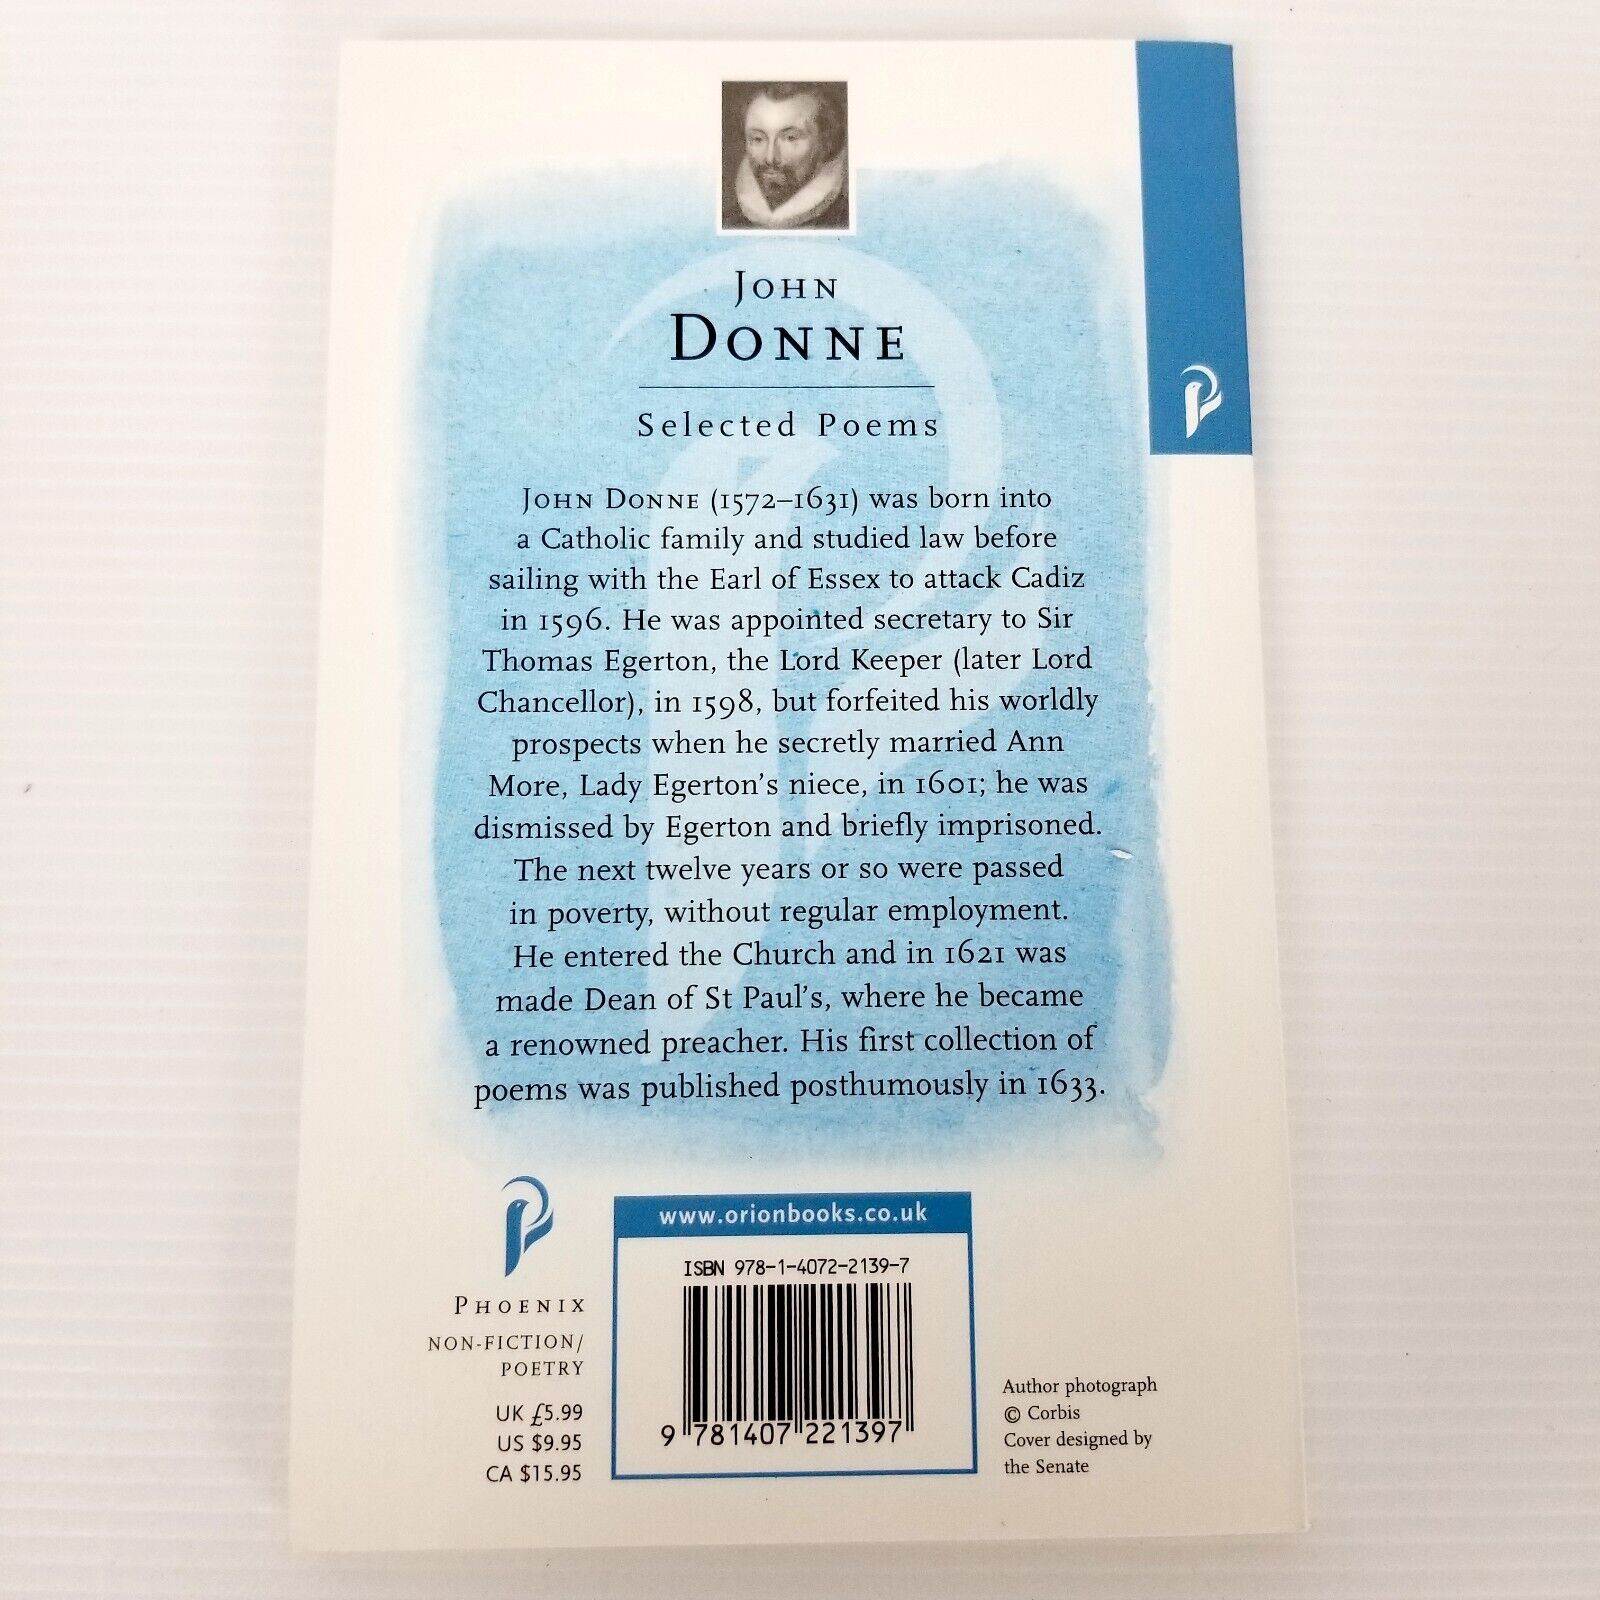 JOHN
DONNE
Selected Poems
JOHN DONNE (1572–1631) was born into
a Catholic family and studied law before
sailing with the Earl of Essex to attack Cadiz
in 1596. He was appointed secretary to Sir
Thomas Egerton, the Lord Keeper (later Lord
Chancellor), in 1598, but forfeited his worldly
prospects when he secretly married Ann
More, Lady Egerton's niece, in 1601; he was
dismissed by Egerton and briefly imprisoned.
The next twelve years or so were passed
in poverty, without regular employment.
He entered the Church and in 1621 was
made Dean of St Paul's, where he became
a renowned preacher. His first collection of
poems was published posthumously in 1633.
PHOENIX
NON-FICTION/
POETRY
UK £5.99
US $9.95
CA $15.95
www.orionbooks.co.uk
ISBN 978-1-4072-2139-7
9 781407 221397
Author photograph
© Corbis
Cover designed by
the Senate